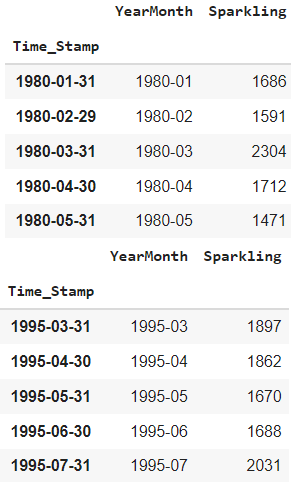 YearMonth Sparkling
Time_Stamp
1980-01-31 1980-01 1686
1980-02-29 1980-02 1591
1980-03-31 1980-03 2304
1980-04-30 1980-04 1712
1980-05-31 1980-05 1471
YearMonth Sparkling
Time_Stamp
1995-03-31 1995-03 1897
1995-04-30 1995-04 1862
1995-05-31 1995-05 1670
1995-06-30 1995-06 1688
1995-07-31 1995-07 2031